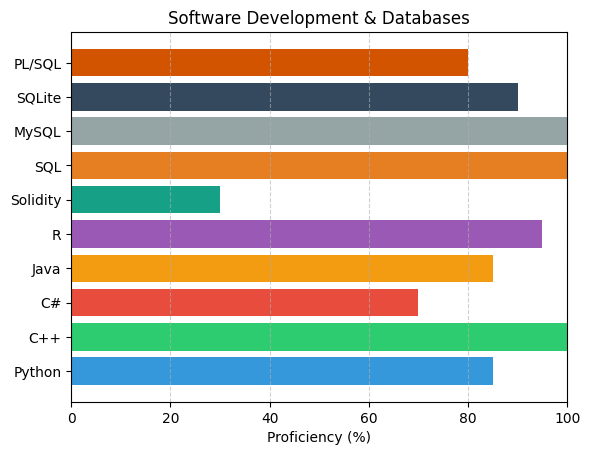 Software Development & Databases
PL/SQL
SQLite
MySQL
SQL
Solidity
R
Java
C#
C++
Python
0 20 40 60 80 100
Proficiency (%)